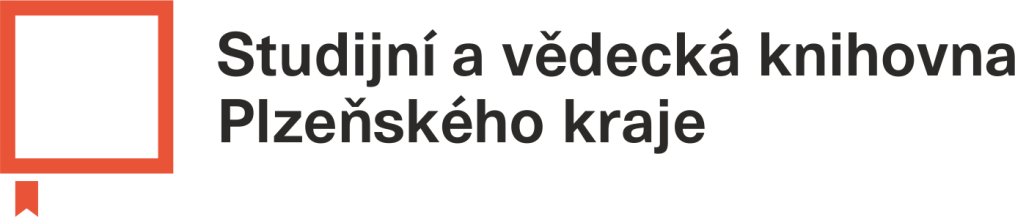 Studijní a vědecká knihovna
Plzeňského kraje